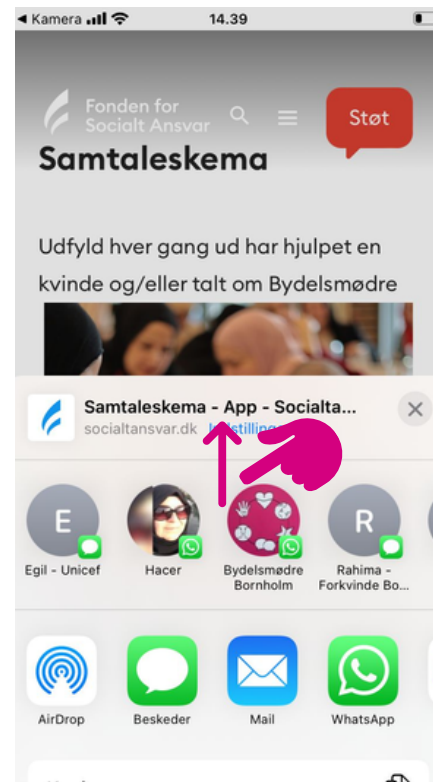 ◀ Kamera
14.39
Fonden for
Socialt Ansvar
Støt
Samtaleskema
Udfyld hver gang ud har hjulpet en
kvinde og/eller talt om Bydelsmødre
Samtaleskema - App - Socialta...
socialtansvar.dk
E
R
Egil - Unicef
Hacer
Bydelsmødre
Bornholm
Rahima -
Forkvinde Bo...
AirDrop
Beskeder
Mail
WhatsApp